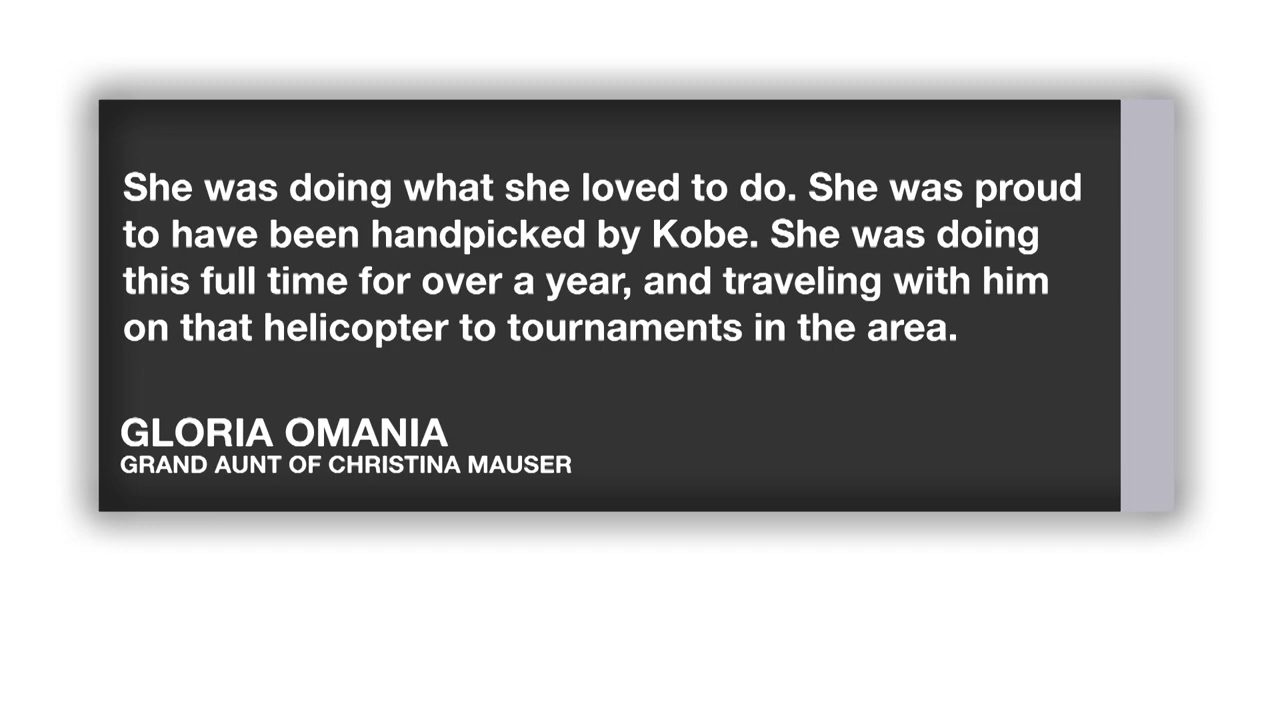 She was doing what she loved to do. She was proud
to have been handpicked by Kobe. She was doing
this full time for over a year, and traveling with him
on that helicopter to tournaments in the area.
GLORIA OMANIA
GRAND AUNT OF CHRISTINA MAUSER